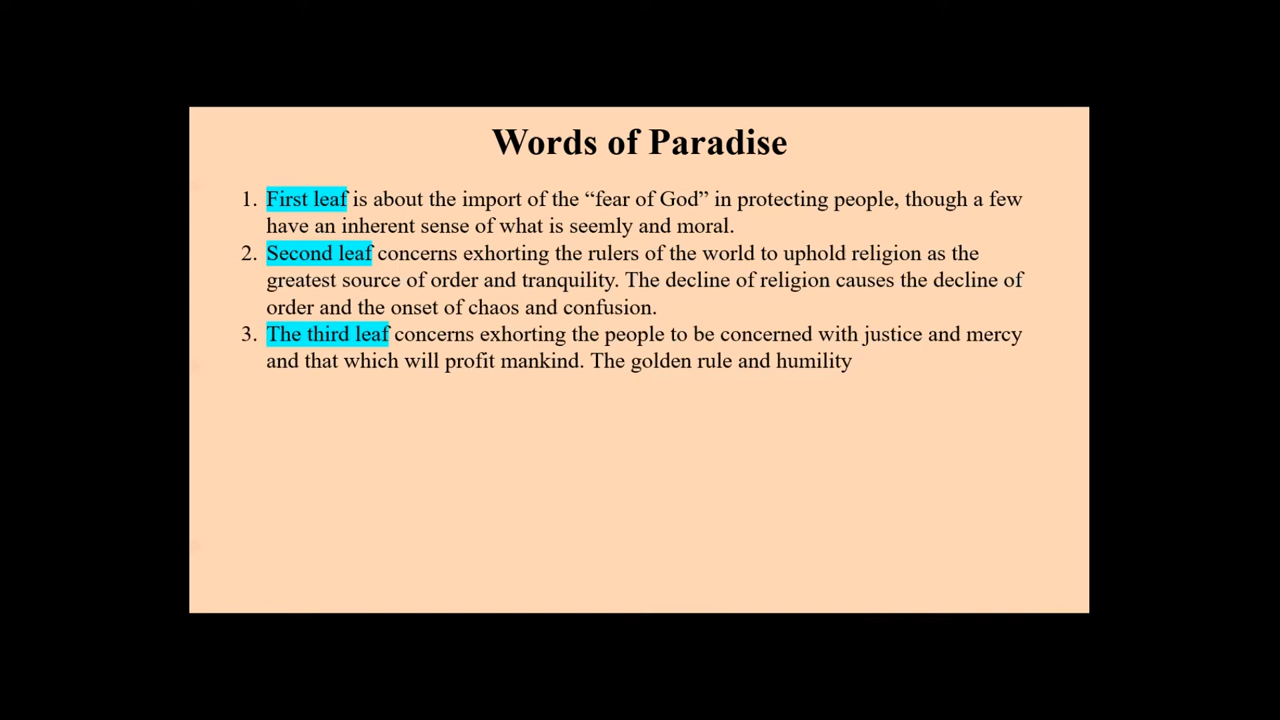 Words of Paradise
1. First leaf is about the import of the “fear of God” in protecting people, though a few
have an inherent sense of what is seemly and moral.
2. Second leaf concerns exhorting the rulers of the world to uphold religion as the
greatest source of order and tranquility. The decline of religion causes the decline of
order and the onset of chaos and confusion.
3. The third leaf concerns exhorting the people to be concerned with justice and mercy
and that which will profit mankind. The golden rule and humility